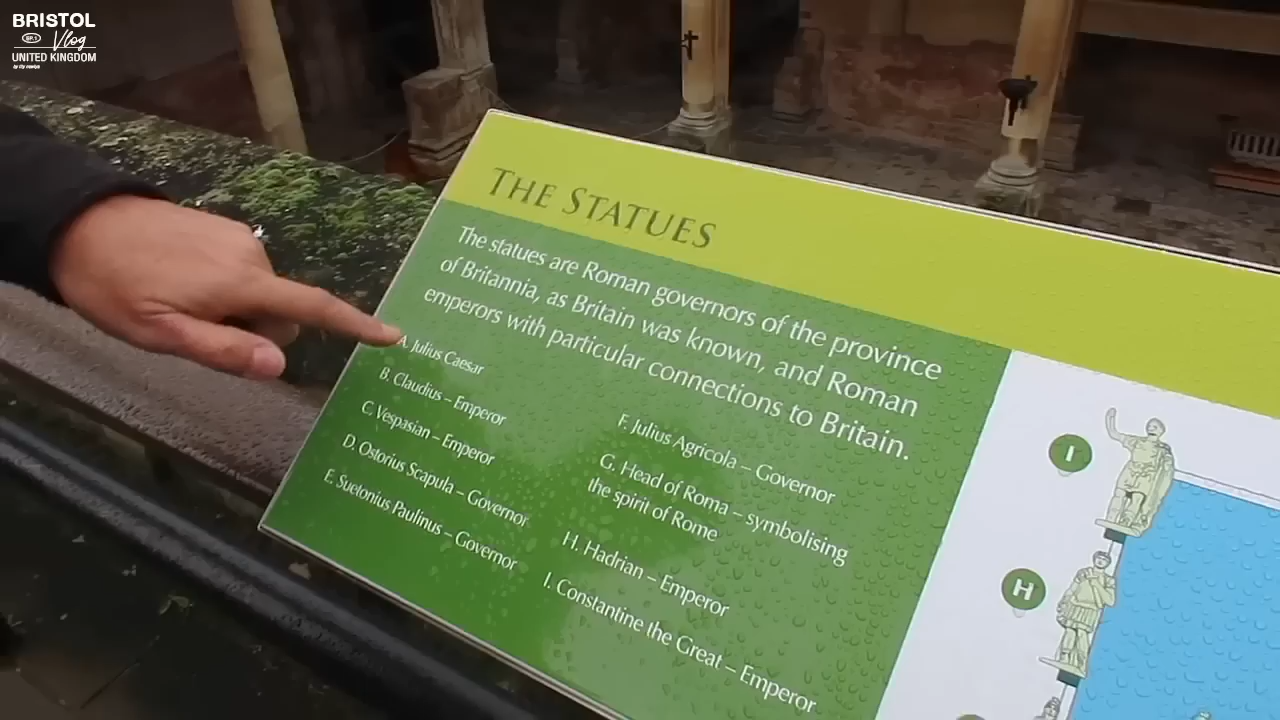 BRISTOL
EP.1 Vlog
UNITED KINGDOM
THE STATUES
The statues are Roman governors of the province
of Britannia, as Britain was known, and Roman
emperors with particular connections to Britain.
A. Julius Caesar
B. Claudius – Emperor
C. Vespasian – Emperor
D. Ostorius Scapula – Governor
E. Suetonius Paulinus – Governor
F. Julius Agricola – Governor
G. Head of Roma – symbolising
the spirit of Rome
H. Hadrian – Emperor
I. Constantine the Great – Emperor
I
H